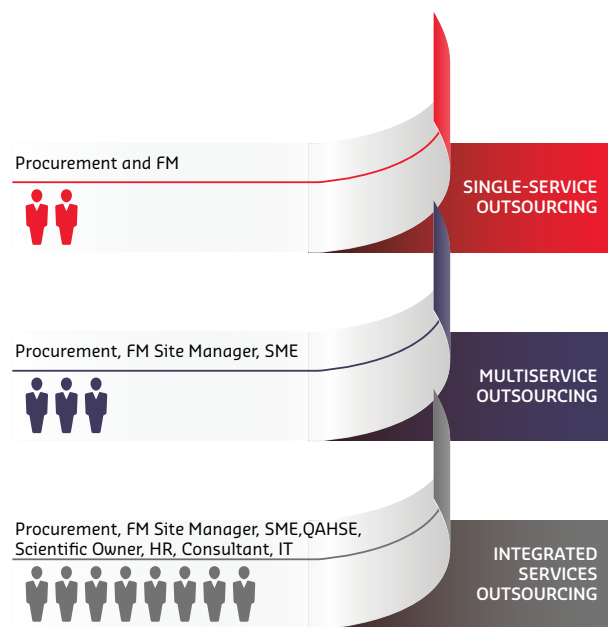 Procurement and FM
SINGLE-SERVICE
OUTSOURCING
Procurement, FM Site Manager, SME
MULTISERVICE
OUTSOURCING
Procurement, FM Site Manager, SME,QAHSE,
Scientific Owner, HR, Consultant, IT
INTEGRATED
SERVICES
OUTSOURCING